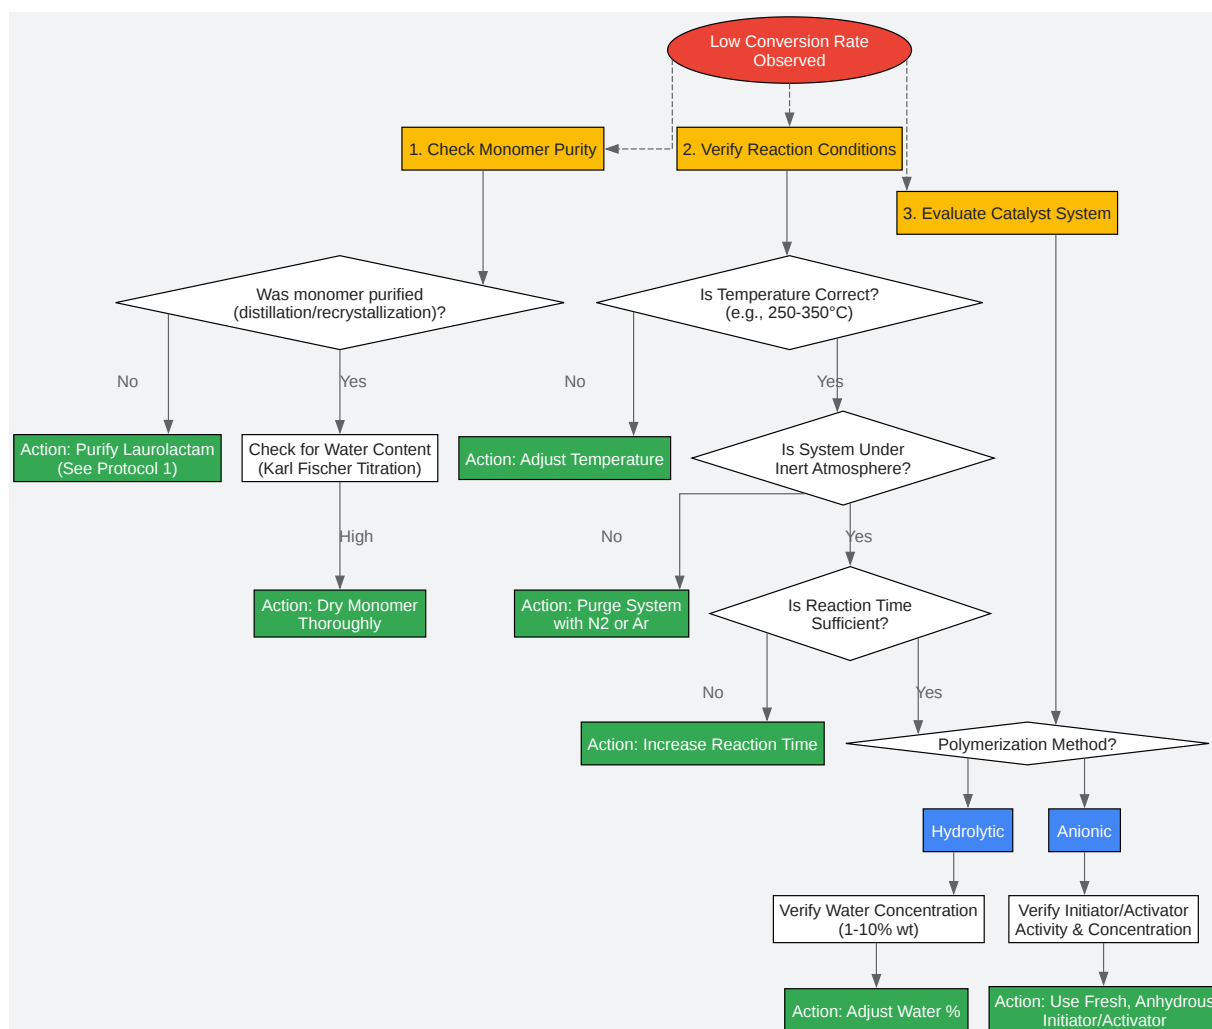 Low Conversion Rate
Observed
1. Check Monomer Purity
2. Verify Reaction Conditions
3. Evaluate Catalyst System
Was monomer purified
(distillation/recrystallization)?
Is Temperature Correct?
(e.g., 250-350°C)
No
Yes
No
Yes
Action: Purify Laurolactam
(See Protocol 1)
Check for Water Content
(Karl Fischer Titration)
Action: Adjust Temperature
Is System Under
Inert Atmosphere?
High
No
Yes
Action: Dry Monomer
Thoroughly
Action: Purge System
with N2 or Ar
Is Reaction Time
Sufficient?
No
Yes
Action: Increase Reaction Time
Polymerization Method?
Hydrolytic
Anionic
Verify Water Concentration
(1-10% wt)
Verify Initiator/Activator
Activity & Concentration
Action: Adjust Water %
Action: Use Fresh, Anhydrous
Initiator/Activator